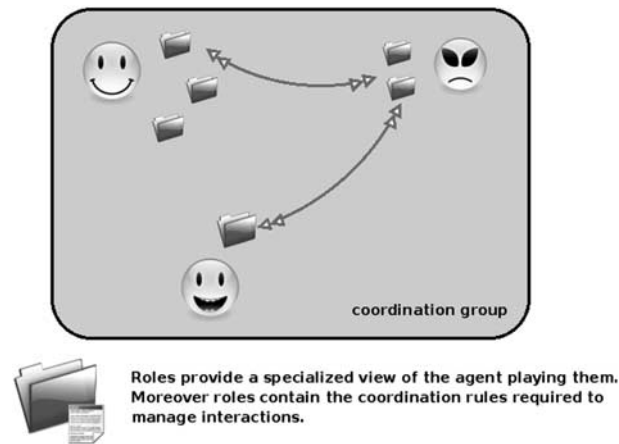 coordination group
Roles provide a specialized view of the agent playing them.
Moreover roles contain the coordination rules required to
manage interactions.